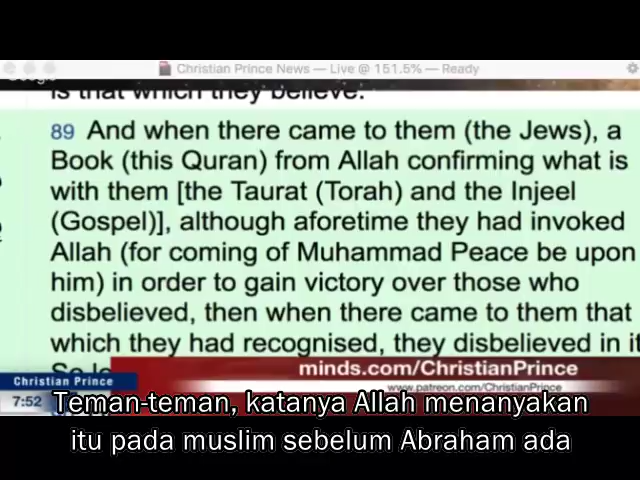 Christian Prince News — Live @ 151.5% — Ready
is that which they believe.
89 And when there came to them (the Jews), a
Book (this Quran) from Allah confirming what is
with them [the Taurat (Torah) and the Injeel
(Gospel)], although aforetime they had invoked
Allah (for coming of Muhammad Peace be upon
him) in order to gain victory over those who
disbelieved, then when there came to them that
which they had recognised, they disbelieved in it
minds.com/ChristianPrince
www.patreon.com/ChristianPrince
Christian Prince
7:52
Teman-teman, katanya Allah menanyakan
itu pada muslim sebelum Abraham ada